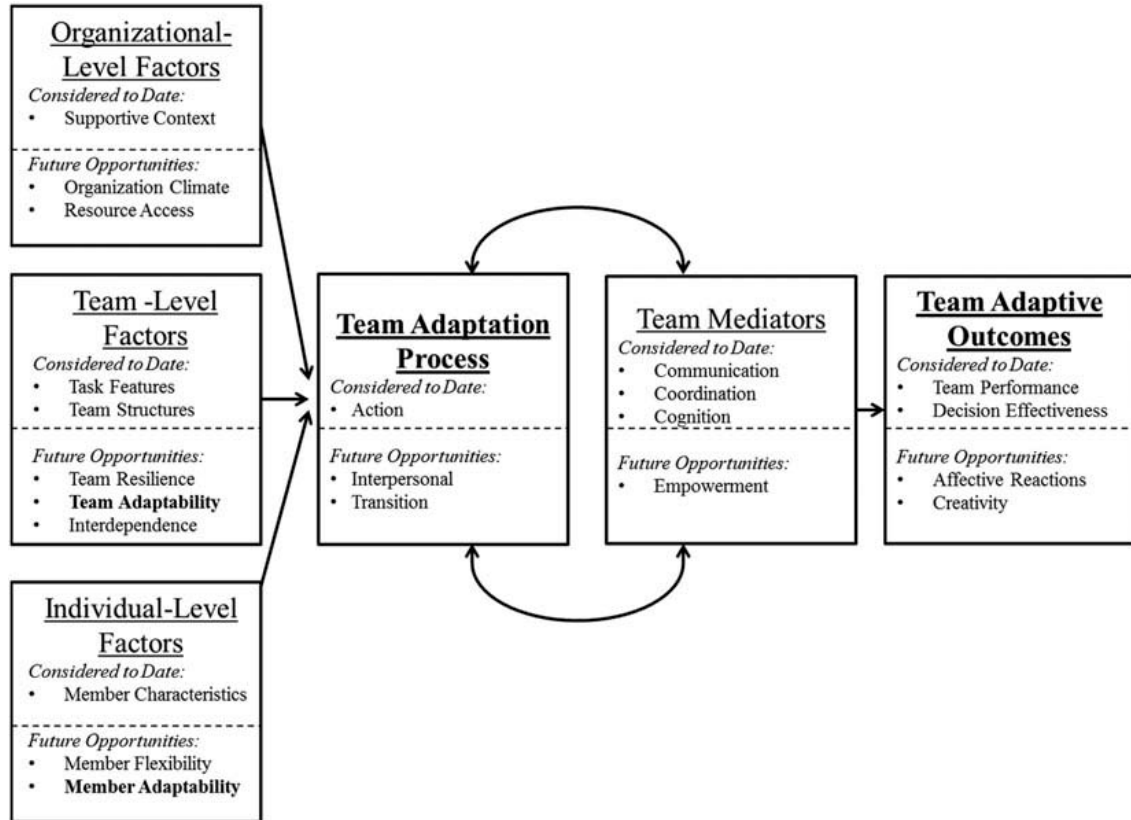 Organizational-
Level Factors
Considered to Date:
• Supportive Context
Future Opportunities:
• Organization Climate
• Resource Access
Team -Level
Factors
Considered to Date:
• Task Features
• Team Structures
Future Opportunities:
• Team Resilience
• Team Adaptability
• Interdependence
Individual-Level
Factors
Considered to Date:
• Member Characteristics
Future Opportunities:
• Member Flexibility
• Member Adaptability
Team Adaptation
Process
Considered to Date:
• Action
Future Opportunities:
• Interpersonal
• Transition
Team Mediators
Considered to Date:
• Communication
• Coordination
• Cognition
Future Opportunities:
• Empowerment
Team Adaptive
Outcomes
Considered to Date:
• Team Performance
• Decision Effectiveness
Future Opportunities:
• Affective Reactions
• Creativity